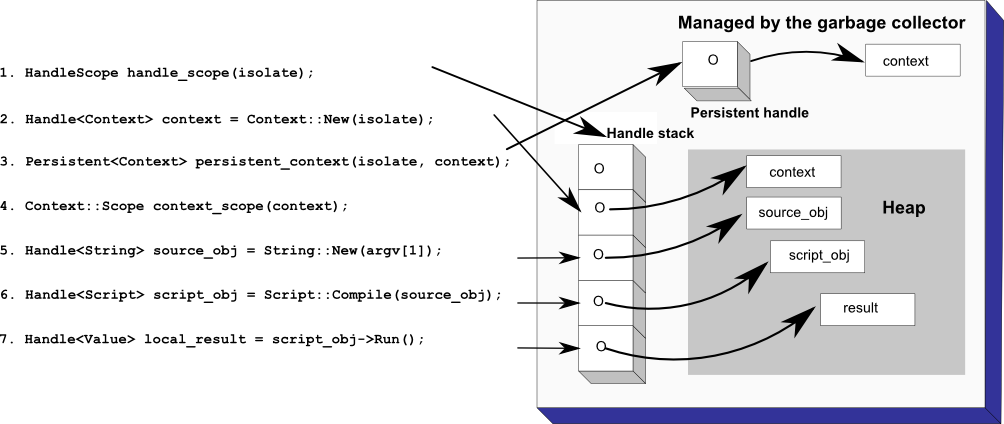 Managed by the garbage collector
context
Persistent handle
1. HandleScope handle_scope(isolate);
2. Handle<Context> context = Context::New(isolate);
3. Persistent<Context> persistent_context(isolate, context);
4. Context::Scope context_scope(context);
5. Handle<String> source_obj = String::New(argv[1]);
6. Handle<Script> script_obj = Script::Compile(source_obj);
7. Handle<Value> local_result = script_obj->Run();
Handle stack
O
O
O
O
O
O
context
source_obj
script_obj
result
Heap